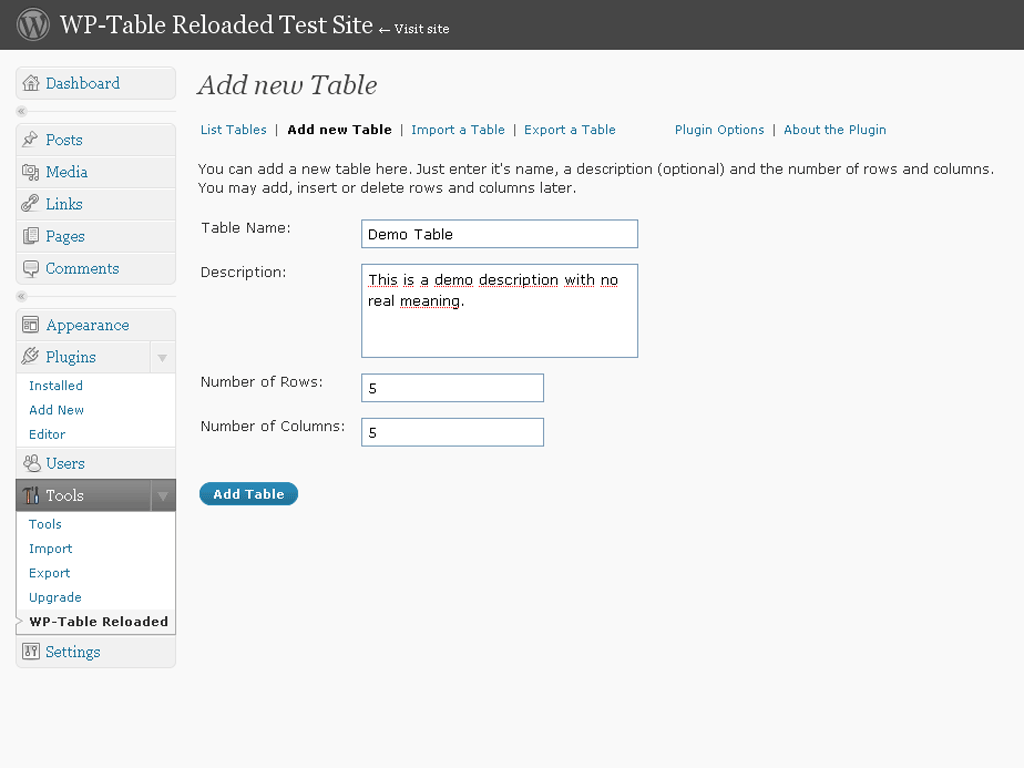 WP-Table Reloaded Test Site ← Visit site
Dashboard
Posts
Media
Links
Pages
Comments
Appearance
Plugins
Installed
Add New
Editor
Users
Tools
Tools
Import
Export
Upgrade
WP-Table Reloaded
Settings
Add new Table
List Tables | Add new Table | Import a Table | Export a Table Plugin Options | About the Plugin
You can add a new table here. Just enter it's name, a description (optional) and the number of rows and columns.
You may add, insert or delete rows and columns later.
Table Name: Demo Table
Description: This is a demo description with no
real meaning.
Number of Rows: 5
Number of Columns: 5
Add Table